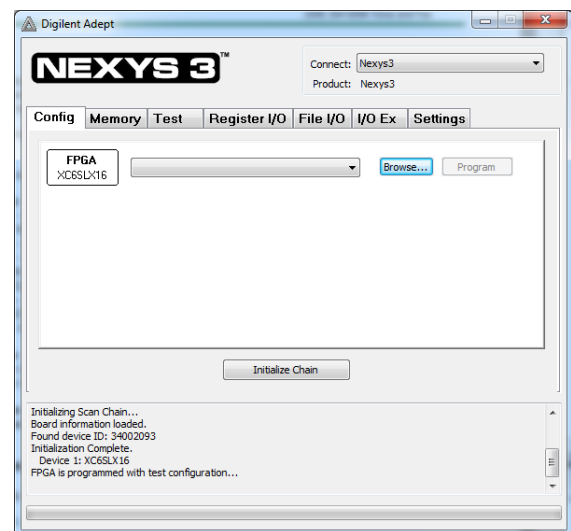 Digilent Adept
NEXYS 3™
Connect: Nexys3
Product: Nexys3
Config Memory Test Register I/O File I/O I/O Ex Settings
FPGA
XC6SLX16
Browse... Program
Initialize Chain
Initializing Scan Chain...
Board information loaded.
Found device ID: 34002093
Initialization Complete.
Device 1: XC6SLX16
FPGA is programmed with test configuration...